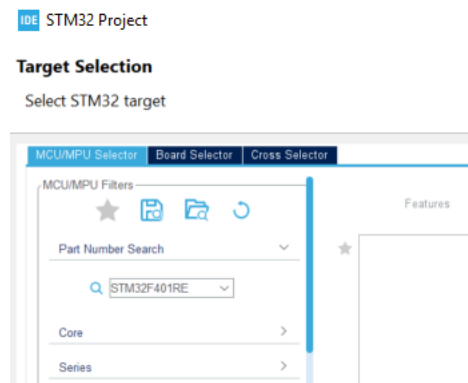 IDE STM32 Project
Target Selection
Select STM32 target
MCU/MPU Selector Board Selector Cross Selector
MCU/MPU Filters
Features
Part Number Search
STM32F401RE
Core
Series